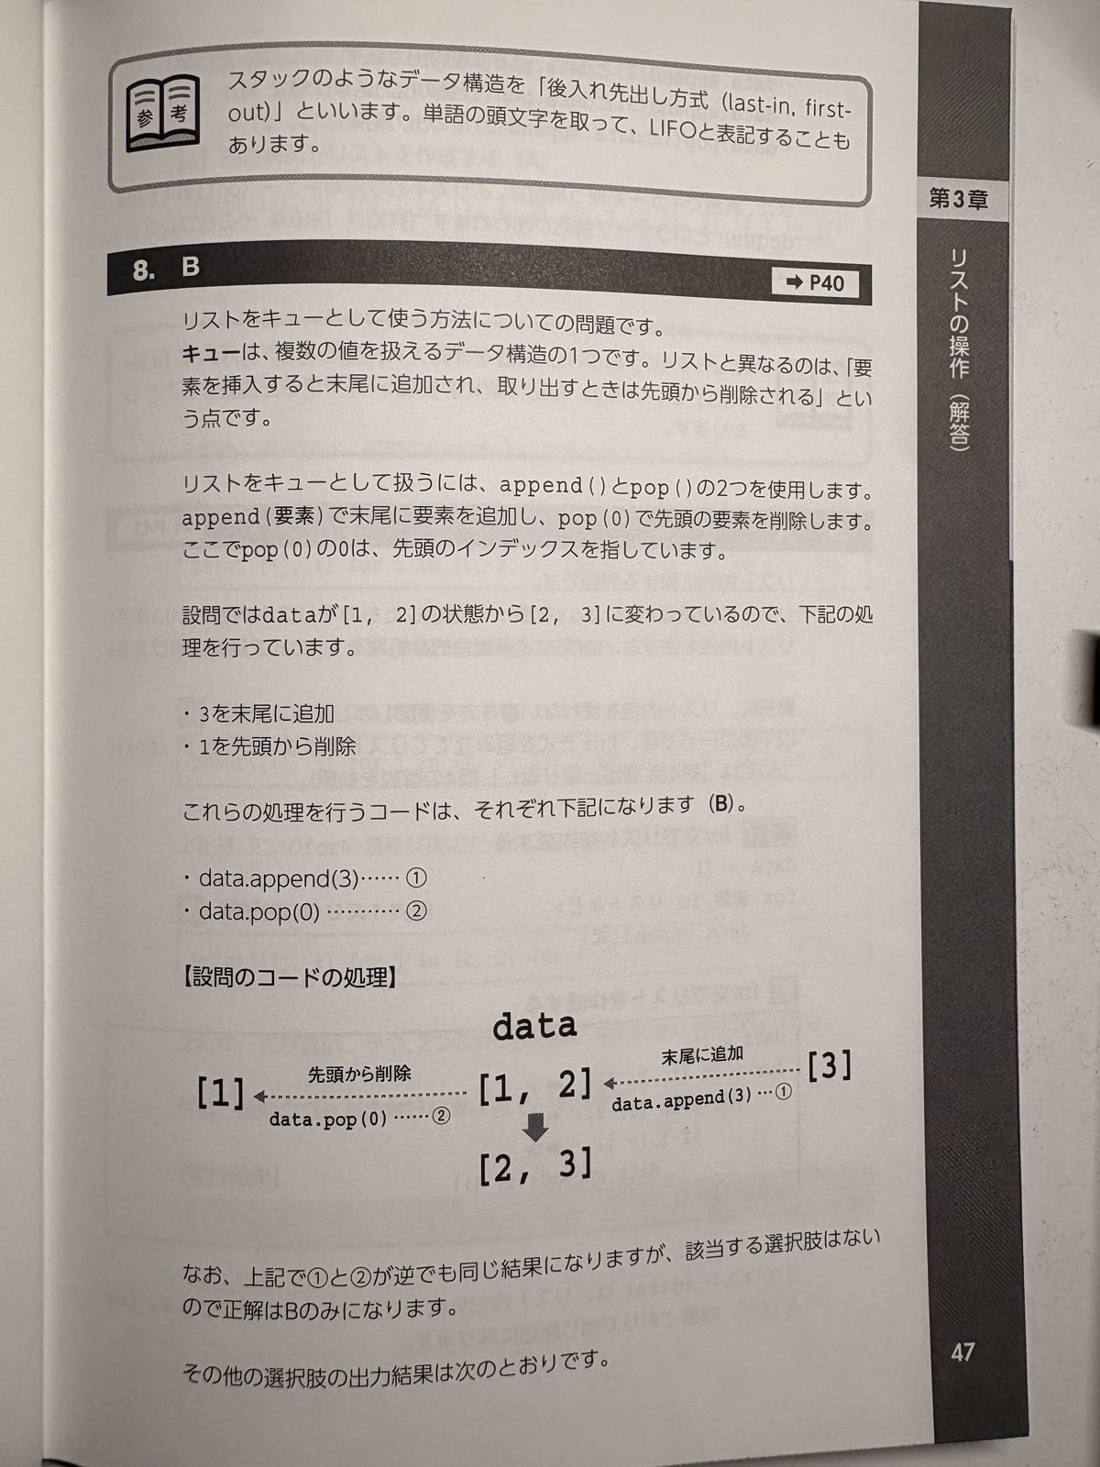 参考
スタックのようなデータ構造を「後入れ先出し方式（last-in, first-
out）」といいます。単語の頭文字を取って、LIFOと表記することも
あります。
8. B
➡ P40
リストをキューとして使う方法についての問題です。
キューは、複数の値を扱えるデータ構造の1つです。リストと異なるのは、「要
素を挿入すると末尾に追加され、取り出すときは先頭から削除される」とい
う点です。
リストをキューとして扱うには、append()とpop()の2つを使用します。
append(要素)で末尾に要素を追加し、pop(0)で先頭の要素を削除します。
ここでpop(0)の0は、先頭のインデックスを指しています。
設問ではdataが[1, 2]の状態から[2, 3]に変わっているので、下記の処
理を行っています。
・3を末尾に追加
・1を先頭から削除
これらの処理を行うコードは、それぞれ下記になります（B）。
・data.append(3)…… ①
・data.pop(0) ………… ②
【設問のコードの処理】
data
[1] 先頭から削除 [1, 2] 末尾に追加 [3]
data.pop(0) ……② data.append(3) …①
[2, 3]
なお、上記で①と②が逆でも同じ結果になりますが、該当する選択肢はない
ので正解はBのみになります。
その他の選択肢の出力結果は次のとおりです。
第3章
リストの操作（解答）
47